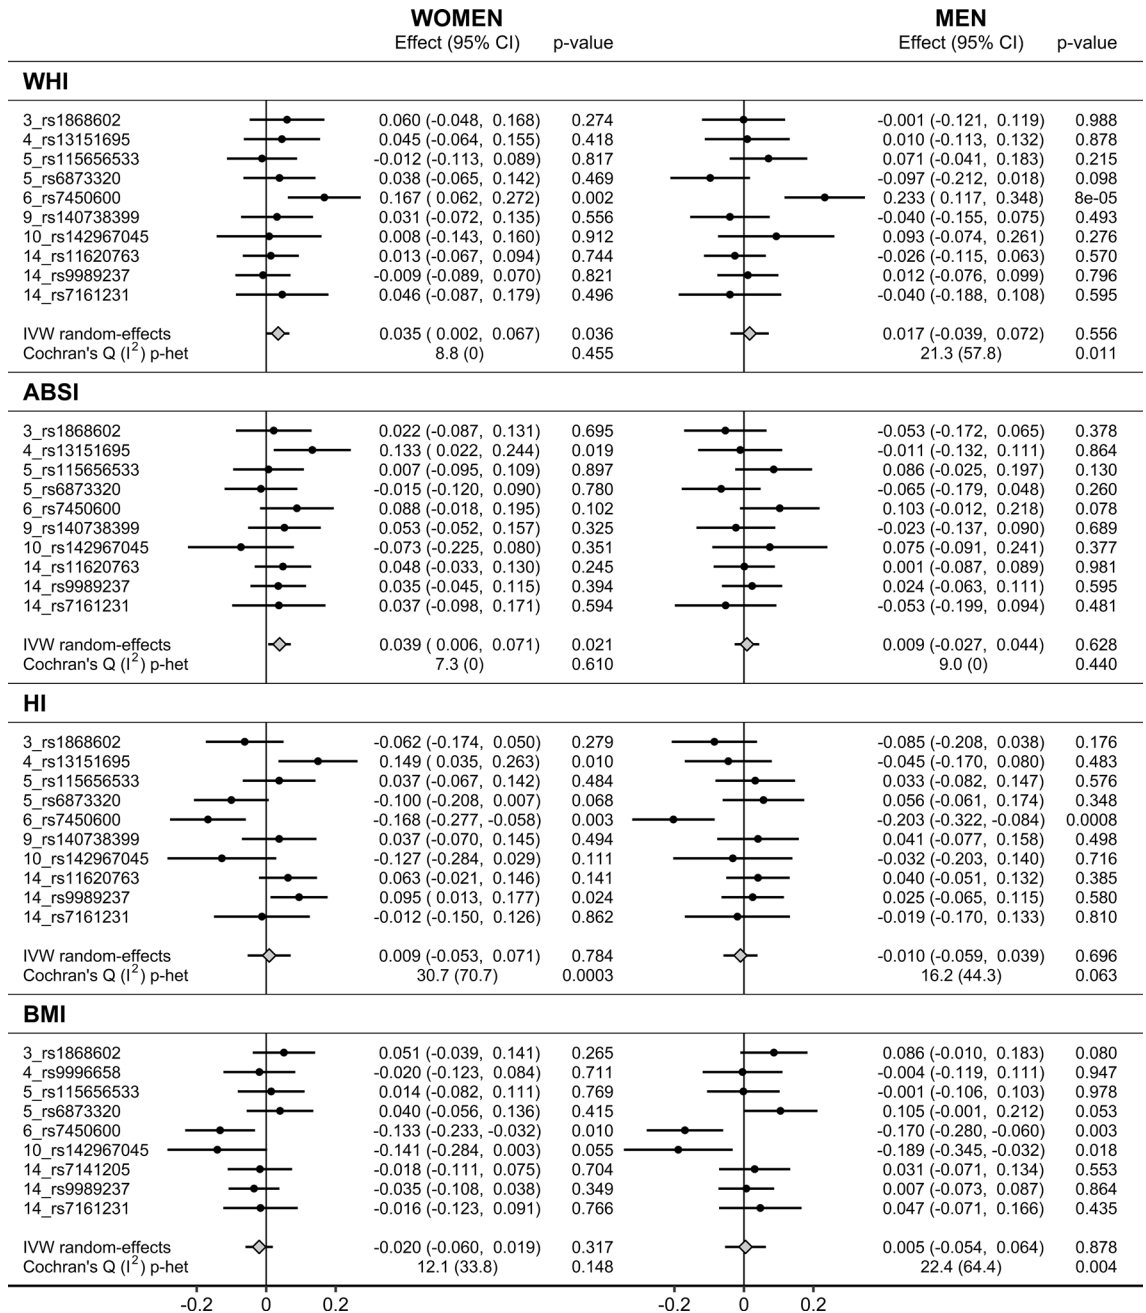 WOMEN MEN
Effect (95% CI) p-value Effect (95% CI) p-value
WHI
3_rs1868602 0.060 (-0.048, 0.168) 0.274 -0.001 (-0.121, 0.119) 0.988
4_rs13151695 0.045 (-0.064, 0.155) 0.418 0.010 (-0.113, 0.132) 0.878
5_rs115656533 -0.012 (-0.113, 0.089) 0.817 0.071 (-0.041, 0.183) 0.215
5_rs6873320 0.038 (-0.065, 0.142) 0.469 -0.097 (-0.212, 0.018) 0.098
6_rs7450600 0.167 ( 0.062, 0.272) 0.002 0.233 ( 0.117, 0.348) 8e-05
9_rs140738399 0.031 (-0.072, 0.135) 0.556 -0.040 (-0.155, 0.075) 0.493
10_rs142967045 0.008 (-0.143, 0.160) 0.912 0.093 (-0.074, 0.261) 0.276
14_rs11620763 0.013 (-0.067, 0.094) 0.744 -0.026 (-0.115, 0.063) 0.570
14_rs9989237 -0.009 (-0.089, 0.070) 0.821 0.012 (-0.076, 0.099) 0.796
14_rs7161231 0.046 (-0.087, 0.179) 0.496 -0.040 (-0.188, 0.108) 0.595
IVW random-effects 0.035 ( 0.002, 0.067) 0.036 0.017 (-0.039, 0.072) 0.556
Cochran's Q (I²) p-het 8.8 (0) 0.455 21.3 (57.8) 0.011
ABSI
3_rs1868602 0.022 (-0.087, 0.131) 0.695 -0.053 (-0.172, 0.065) 0.378
4_rs13151695 0.133 ( 0.022, 0.244) 0.019 -0.011 (-0.132, 0.111) 0.864
5_rs115656533 0.007 (-0.095, 0.109) 0.897 0.086 (-0.025, 0.197) 0.130
5_rs6873320 -0.015 (-0.120, 0.090) 0.780 -0.065 (-0.179, 0.048) 0.260
6_rs7450600 0.088 (-0.018, 0.195) 0.102 0.103 (-0.012, 0.218) 0.078
9_rs140738399 0.053 (-0.052, 0.157) 0.325 -0.023 (-0.137, 0.090) 0.689
10_rs142967045 -0.073 (-0.225, 0.080) 0.351 0.075 (-0.091, 0.241) 0.377
14_rs11620763 0.048 (-0.033, 0.130) 0.245 0.001 (-0.087, 0.089) 0.981
14_rs9989237 0.035 (-0.045, 0.115) 0.394 0.024 (-0.063, 0.111) 0.595
14_rs7161231 0.037 (-0.098, 0.171) 0.594 -0.053 (-0.199, 0.094) 0.481
IVW random-effects 0.039 ( 0.006, 0.071) 0.021 0.009 (-0.027, 0.044) 0.628
Cochran's Q (I²) p-het 7.3 (0) 0.610 9.0 (0) 0.440
HI
3_rs1868602 -0.062 (-0.174, 0.050) 0.279 -0.085 (-0.208, 0.038) 0.176
4_rs13151695 0.149 ( 0.035, 0.263) 0.010 -0.045 (-0.170, 0.080) 0.483
5_rs115656533 0.037 (-0.067, 0.142) 0.484 0.033 (-0.082, 0.147) 0.576
5_rs6873320 -0.100 (-0.208, 0.007) 0.068 0.056 (-0.061, 0.174) 0.348
6_rs7450600 -0.168 (-0.277, -0.058) 0.003 -0.203 (-0.322, -0.084) 0.0008
9_rs140738399 0.037 (-0.070, 0.145) 0.494 0.041 (-0.077, 0.158) 0.498
10_rs142967045 -0.127 (-0.284, 0.029) 0.111 -0.032 (-0.203, 0.140) 0.716
14_rs11620763 0.063 (-0.021, 0.146) 0.141 0.040 (-0.051, 0.132) 0.385
14_rs9989237 0.095 ( 0.013, 0.177) 0.024 0.025 (-0.065, 0.115) 0.580
14_rs7161231 -0.012 (-0.150, 0.126) 0.862 -0.019 (-0.170, 0.133) 0.810
IVW random-effects 0.009 (-0.053, 0.071) 0.784 -0.010 (-0.059, 0.039) 0.696
Cochran's Q (I²) p-het 30.7 (70.7) 0.0003 16.2 (44.3) 0.063
BMI
3_rs1868602 0.051 (-0.039, 0.141) 0.265 0.086 (-0.010, 0.183) 0.080
4_rs9996658 -0.020 (-0.123, 0.084) 0.711 -0.004 (-0.119, 0.111) 0.947
5_rs115656533 0.014 (-0.082, 0.111) 0.769 -0.001 (-0.106, 0.103) 0.978
5_rs6873320 0.040 (-0.056, 0.136) 0.415 0.105 (-0.001, 0.212) 0.053
6_rs7450600 -0.133 (-0.233, -0.032) 0.010 -0.170 (-0.280, -0.060) 0.003
10_rs142967045 -0.141 (-0.284, 0.003) 0.055 -0.189 (-0.345, -0.032) 0.018
14_rs7141205 -0.018 (-0.111, 0.075) 0.704 0.031 (-0.071, 0.134) 0.553
14_rs9989237 -0.035 (-0.108, 0.038) 0.349 0.007 (-0.073, 0.087) 0.864
14_rs7161231 -0.016 (-0.123, 0.091) 0.766 0.047 (-0.071, 0.166) 0.435
IVW random-effects -0.020 (-0.060, 0.019) 0.317 0.005 (-0.054, 0.064) 0.878
Cochran's Q (I²) p-het 12.1 (33.8) 0.148 22.4 (64.4) 0.004
-0.2 0 0.2 -0.2 0 0.2